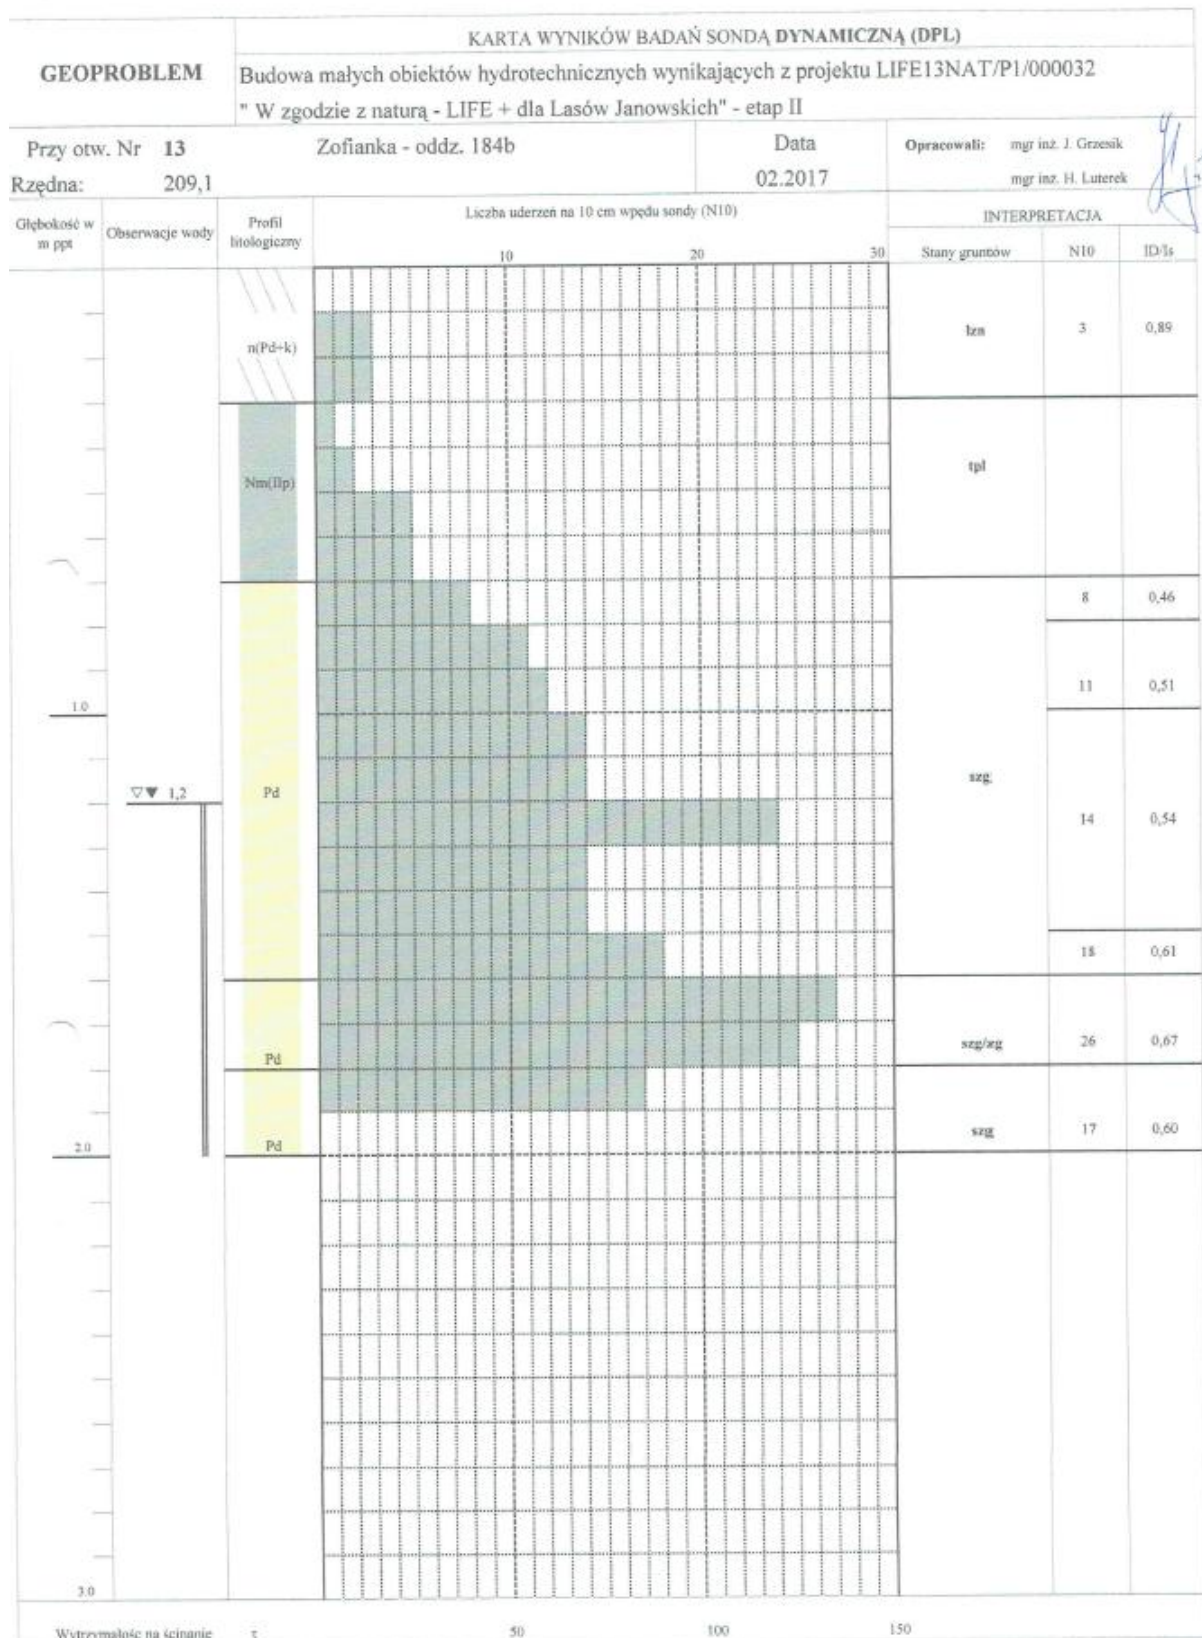 KARTA WYNIKÓW BADAŃ SONDĄ DYNAMICZNĄ (DPL)
GEOPROBLEM
Budowa małych obiektów hydrotechnicznych wynikających z projektu LIFE13NAT/P1/000032
" W zgodzie z naturą - LIFE + dla Lasów Janowskich" - etap II
Przy otw. Nr 13
Zofianka - oddz. 184b
Data
Opracowali: mgr inż. J. Grzesik
Rzędna: 209,1
02.2017
mgr inż. H. Luterek
Głębokość w m ppt
Obserwacje wody
Profil litologiczny
Liczba uderzeń na 10 cm wpędu sondy (N10)
INTERPRETACJA
10 20 30
Stany gruntów N10 ID/Is
n(Pd+k)
lzn 3 0,89
Nm(IIp)
tpl
8 0,46
11 0,51
1.0
▽▼ 1,2
Pd
szg
14 0,54
18 0,61
Pd
szg/zg 26 0,67
Pd
szg 17 0,60
2.0
3.0
Wytrzymałość na ścinanie τ 50 100 150